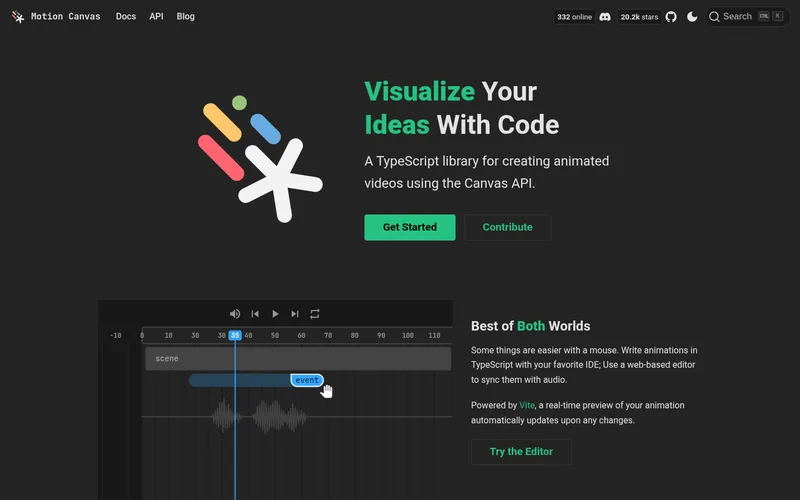 Motion Canvas Docs API Blog 332 online 20.2k stars Search CTRL K
Visualize Your
Ideas With Code
A TypeScript library for creating animated
videos using the Canvas API.
Get Started Contribute
-10 0 10 20 30 35 40 50 60 70 80 90 100 110
scene
event
Best of Both Worlds
Some things are easier with a mouse. Write animations in
TypeScript with your favorite IDE; Use a web-based editor
to sync them with audio.
Powered by Vite, a real-time preview of your animation
automatically updates upon any changes.
Try the Editor